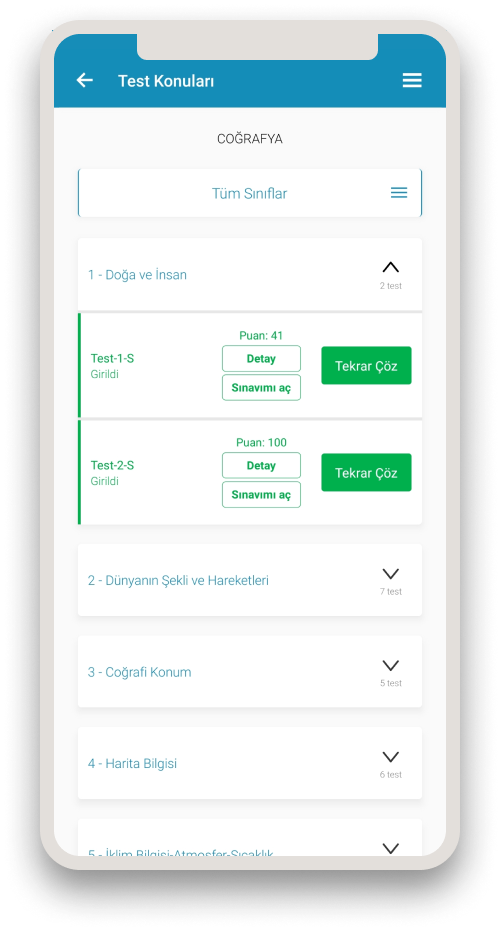 Test Konuları
COĞRAFYA
Tüm Sınıflar
1 - Doğa ve İnsan
2 test
Test-1-S
Girildi
Puan: 41
Detay
Sınavımı aç
Tekrar Çöz
Test-2-S
Girildi
Puan: 100
Detay
Sınavımı aç
Tekrar Çöz
2 - Dünyanın Şekli ve Hareketleri
7 test
3 - Coğrafi Konum
5 test
4 - Harita Bilgisi
6 test
5 - İklim Bilgisi-Atmosfer-Sıcaklık